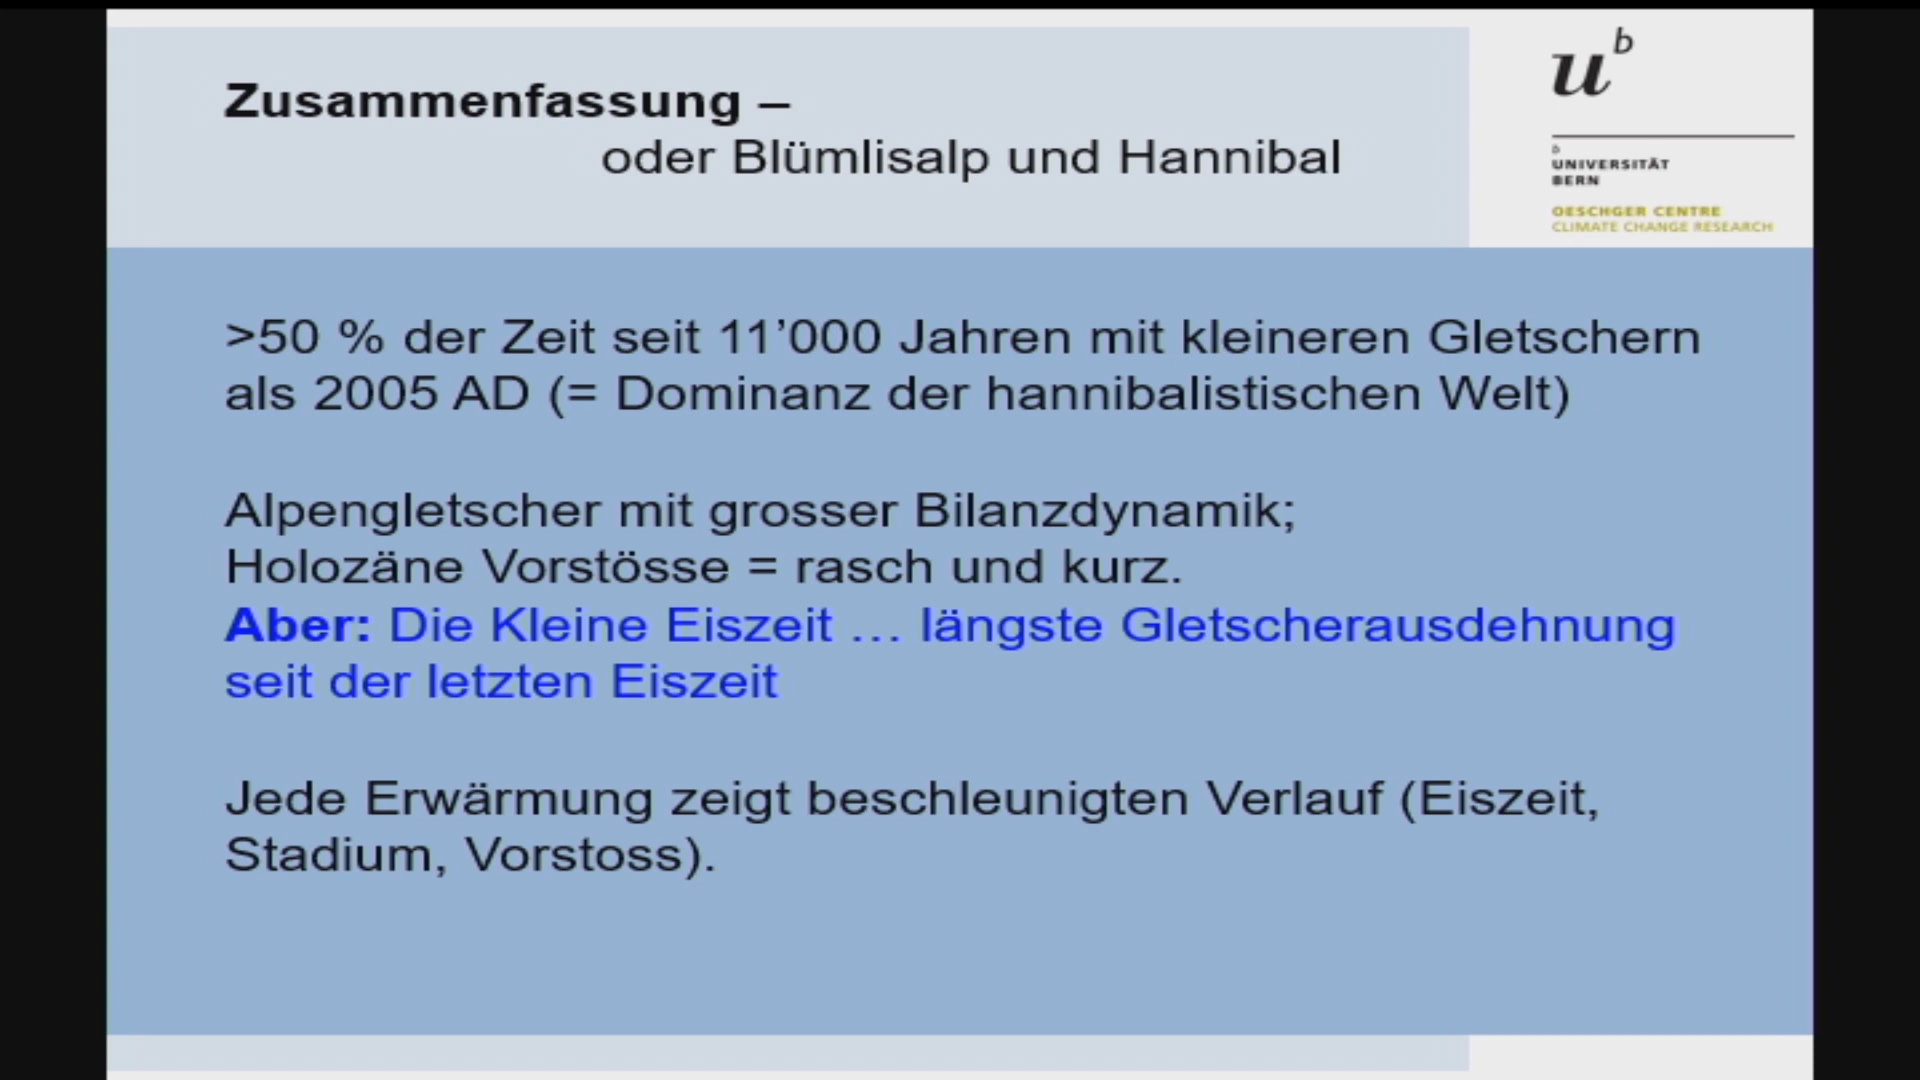 Zusammenfassung –
oder Blümlisalp und Hannibal
u b
b
UNIVERSITÄT
BERN
OESCHGER CENTRE
CLIMATE CHANGE RESEARCH
>50 % der Zeit seit 11’000 Jahren mit kleineren Gletschern
als 2005 AD (= Dominanz der hannibalistischen Welt)
Alpengletscher mit grosser Bilanzdynamik;
Holozäne Vorstösse = rasch und kurz.
Aber: Die Kleine Eiszeit … längste Gletscherausdehnung
seit der letzten Eiszeit
Jede Erwärmung zeigt beschleunigten Verlauf (Eiszeit,
Stadium, Vorstoss).